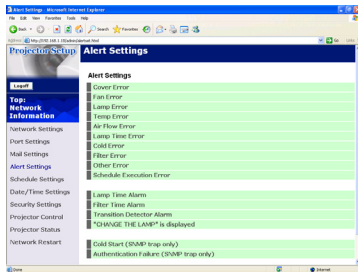 Alert Settings - Microsoft Internet Explorer
File Edit View Favorites Tools Help
Back Search Favorites
Address Go Links
Projector Setup
Alert Settings
Logoff
Top:
Network
Information
Network Settings
Port Settings
Mail Settings
Alert Settings
Schedule Settings
Date/Time Settings
Security Settings
Projector Control
Projector Status
Network Restart
Alert Settings
Cover Error
Fan Error
Lamp Error
Temp Error
Air Flow Error
Lamp Time Error
Cold Error
Filter Error
Other Error
Schedule Execution Error
Lamp Time Alarm
Filter Time Alarm
Transition Detector Alarm
"CHANGE THE LAMP" is displayed
Cold Start (SNMP trap only)
Authentication Failure (SNMP trap only)
Done Internet